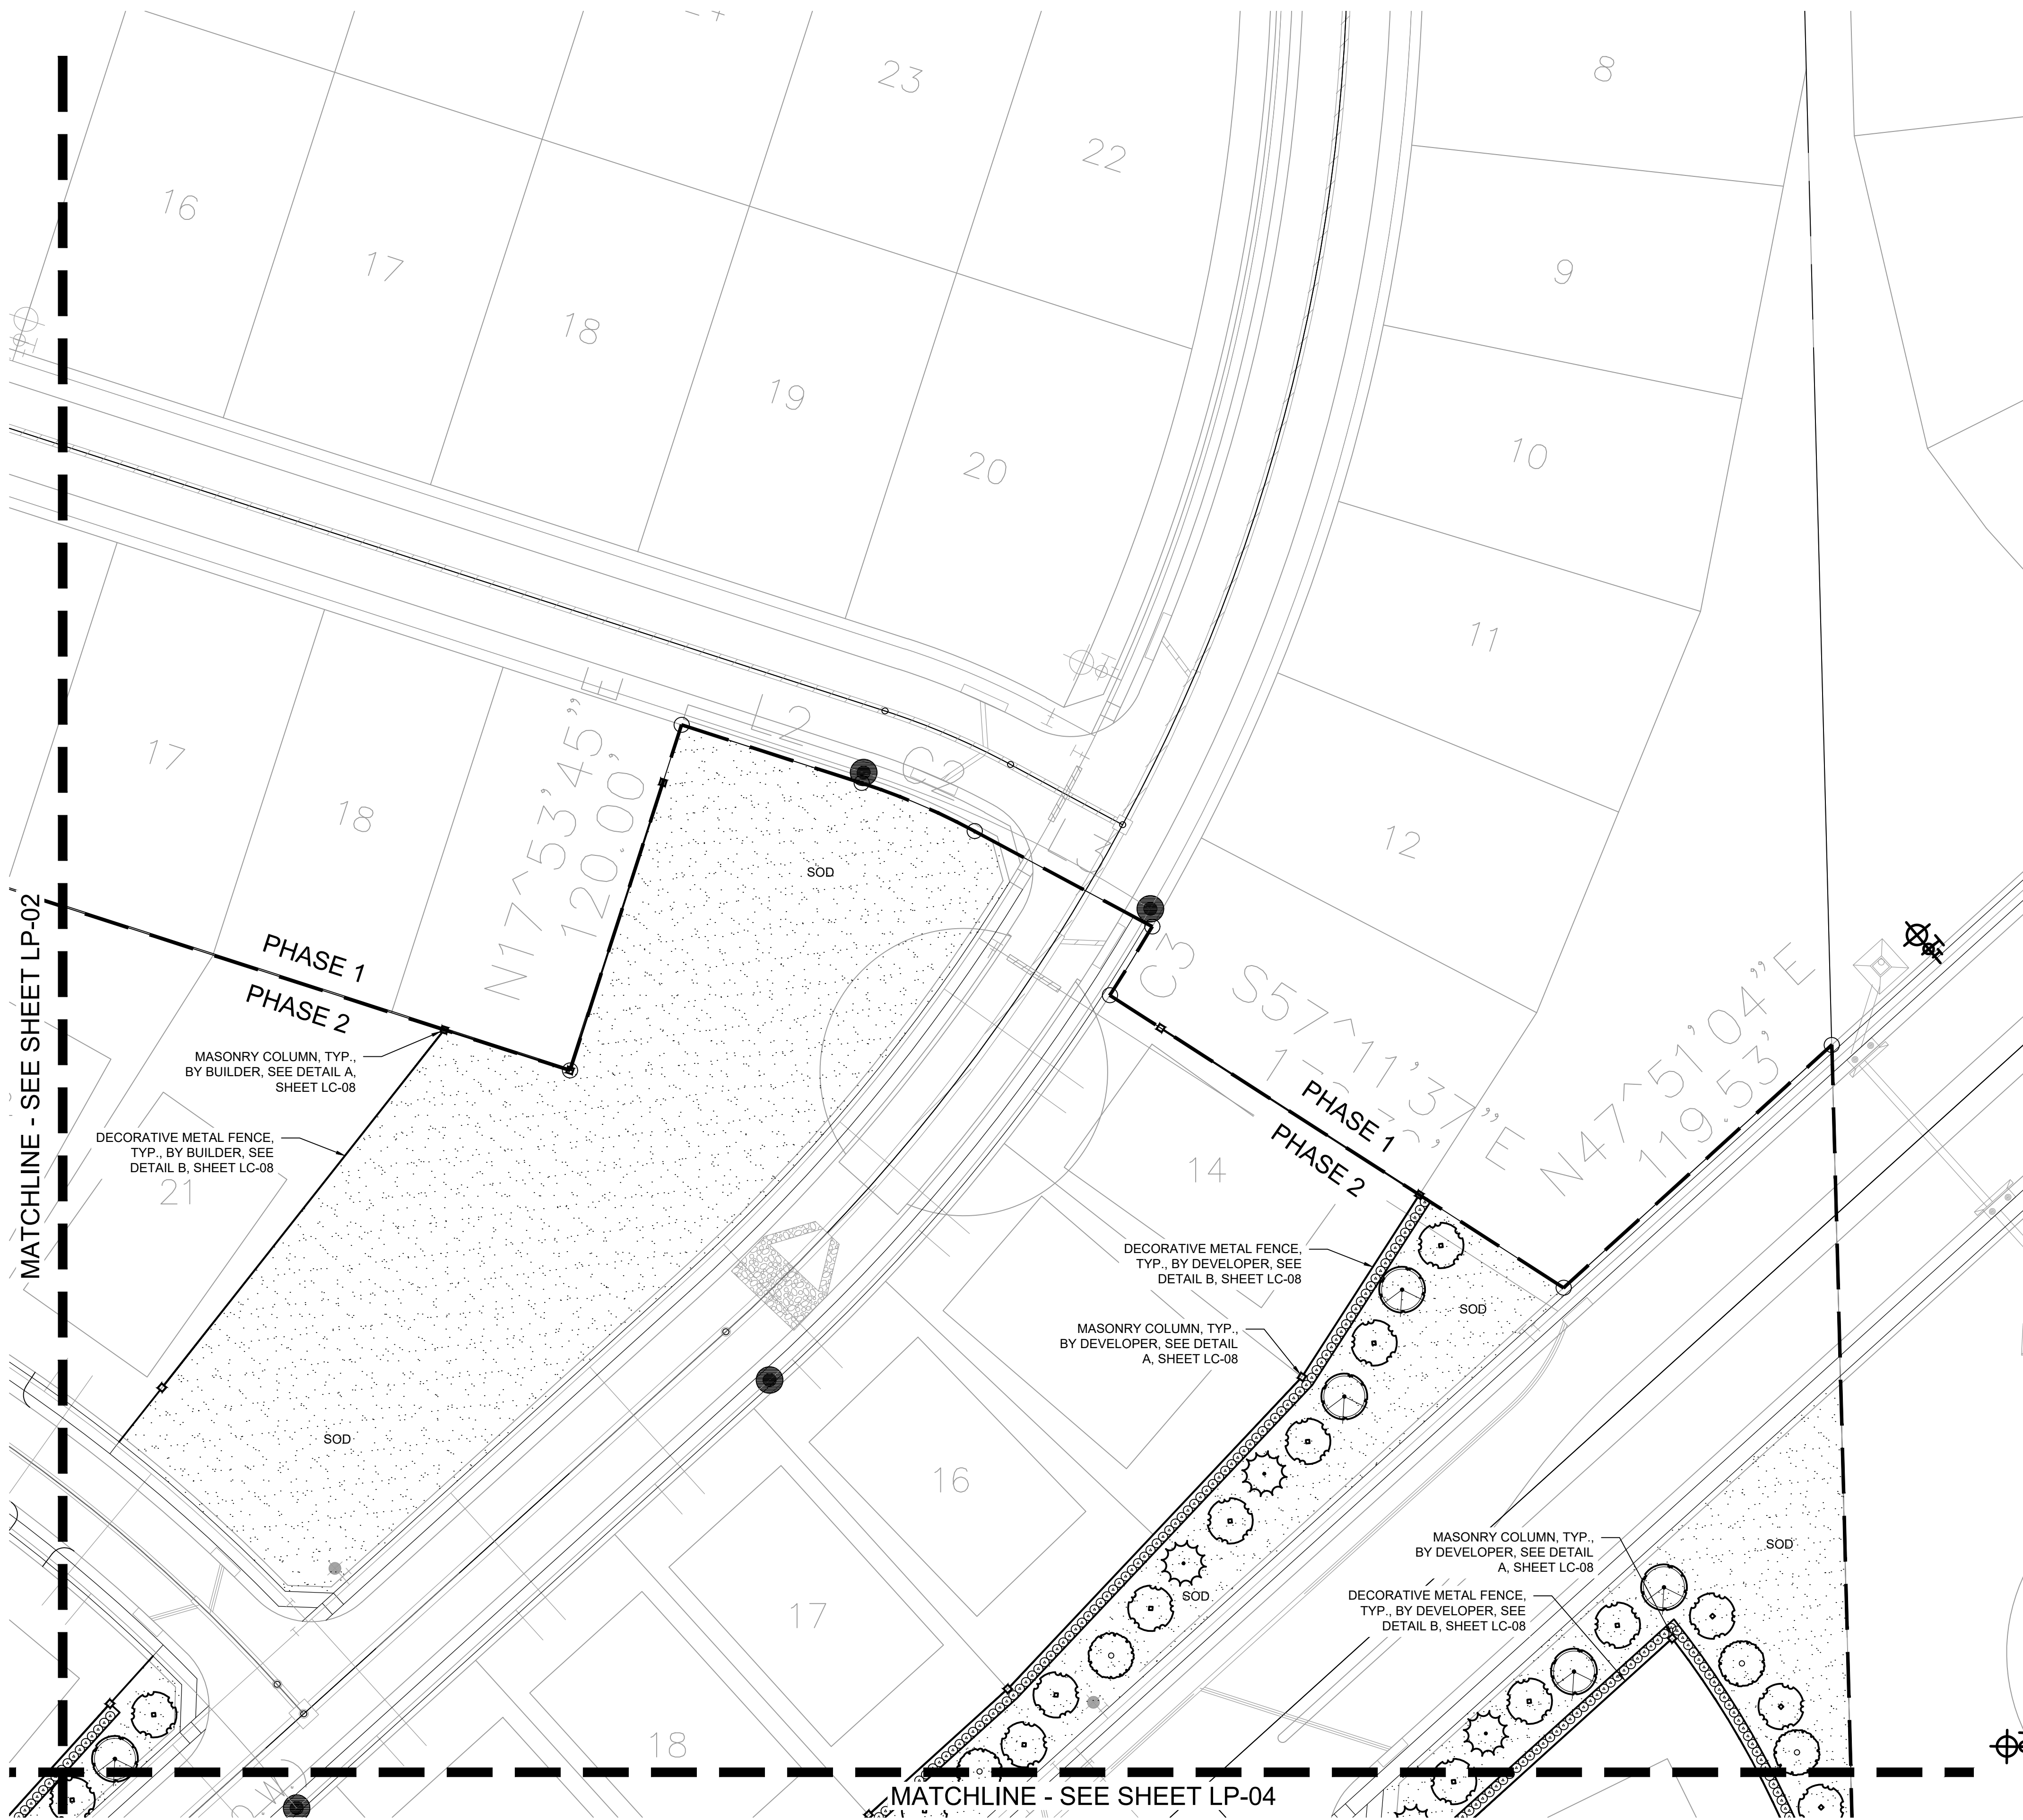 23
22
8
16
17
9
18
19
10
20
11
17
18
12
L2
C2
L3
N17^53'45"E
120.00'
SOD
C3
S57^11'37"E
N47^51'04"E
119.53'
PHASE 1
PHASE 2
MATCHLINE - SEE SHEET LP-02
MASONRY COLUMN, TYP.,
BY BUILDER, SEE DETAIL A,
SHEET LC-08
DECORATIVE METAL FENCE,
TYP., BY BUILDER, SEE
DETAIL B, SHEET LC-08
21
PHASE 1
PHASE 2
14
DECORATIVE METAL FENCE,
TYP., BY DEVELOPER, SEE
DETAIL B, SHEET LC-08
SOD
MASONRY COLUMN, TYP.,
BY DEVELOPER, SEE DETAIL
A, SHEET LC-08
SOD
16
MASONRY COLUMN, TYP.,
BY DEVELOPER, SEE DETAIL
A, SHEET LC-08
SOD
DECORATIVE METAL FENCE,
TYP., BY DEVELOPER, SEE
DETAIL B, SHEET LC-08
SOD
17
18
MATCHLINE - SEE SHEET LP-04